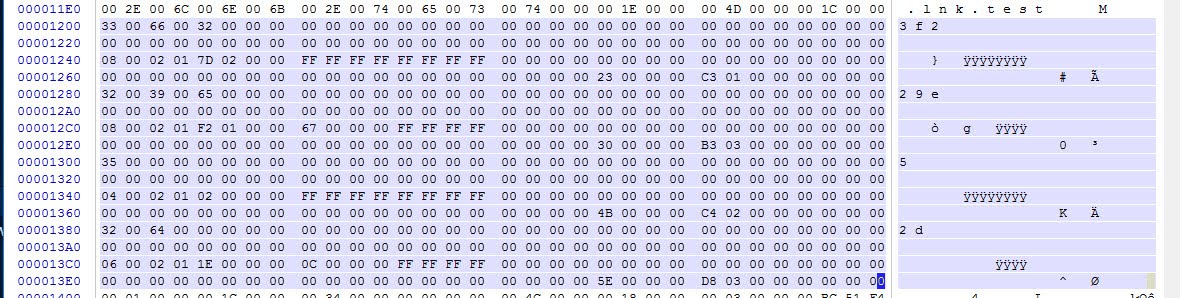 000011E0 00 2E 00 6C 00 6E 00 6B 00 2E 00 74 00 65 00 73 00 74 00 00 00 1E 00 00 00 4D 00 00 00 1C 00 00 . l n k . t e s t M
00001200 33 00 66 00 32 00 00 00 00 00 00 00 00 00 00 00 00 00 00 00 00 00 00 00 00 00 00 00 00 00 00 00 3 f 2
00001220 00 00 00 00 00 00 00 00 00 00 00 00 00 00 00 00 00 00 00 00 00 00 00 00 00 00 00 00 00 00 00 00
00001240 08 00 02 01 7D 02 00 00 FF FF FF FF FF FF FF FF 00 00 00 00 00 00 00 00 00 00 00 00 00 00 00 00 } ÿÿÿÿÿÿÿÿ
00001260 00 00 00 00 00 00 00 00 00 00 00 00 00 00 00 00 00 00 00 00 23 00 00 00 C3 01 00 00 00 00 00 00 # Ã
00001280 32 00 39 00 65 00 00 00 00 00 00 00 00 00 00 00 00 00 00 00 00 00 00 00 00 00 00 00 00 00 00 00 2 9 e
000012A0 00 00 00 00 00 00 00 00 00 00 00 00 00 00 00 00 00 00 00 00 00 00 00 00 00 00 00 00 00 00 00 00
000012C0 08 00 02 01 F2 01 00 00 67 00 00 00 FF FF FF FF 00 00 00 00 00 00 00 00 00 00 00 00 00 00 00 00 ò g ÿÿÿÿ
000012E0 00 00 00 00 00 00 00 00 00 00 00 00 00 00 00 00 00 00 00 00 30 00 00 00 B3 03 00 00 00 00 00 00 0 ³
00001300 35 00 00 00 00 00 00 00 00 00 00 00 00 00 00 00 00 00 00 00 00 00 00 00 00 00 00 00 00 00 00 00 5
00001320 00 00 00 00 00 00 00 00 00 00 00 00 00 00 00 00 00 00 00 00 00 00 00 00 00 00 00 00 00 00 00 00
00001340 04 00 02 01 02 00 00 00 FF FF FF FF FF FF FF FF 00 00 00 00 00 00 00 00 00 00 00 00 00 00 00 00 ÿÿÿÿÿÿÿÿ
00001360 00 00 00 00 00 00 00 00 00 00 00 00 00 00 00 00 00 00 00 00 4B 00 00 00 C4 02 00 00 00 00 00 00 K Ä
00001380 32 00 64 00 00 00 00 00 00 00 00 00 00 00 00 00 00 00 00 00 00 00 00 00 00 00 00 00 00 00 00 00 2 d
000013A0 00 00 00 00 00 00 00 00 00 00 00 00 00 00 00 00 00 00 00 00 00 00 00 00 00 00 00 00 00 00 00 00
000013C0 06 00 02 01 1E 00 00 00 0C 00 00 00 FF FF FF FF 00 00 00 00 00 00 00 00 00 00 00 00 00 00 00 00 ÿÿÿÿ
000013E0 00 00 00 00 00 00 00 00 00 00 00 00 00 00 00 00 00 00 00 00 5E 00 00 00 D8 03 00 00 00 00 00 00 ^ Ø